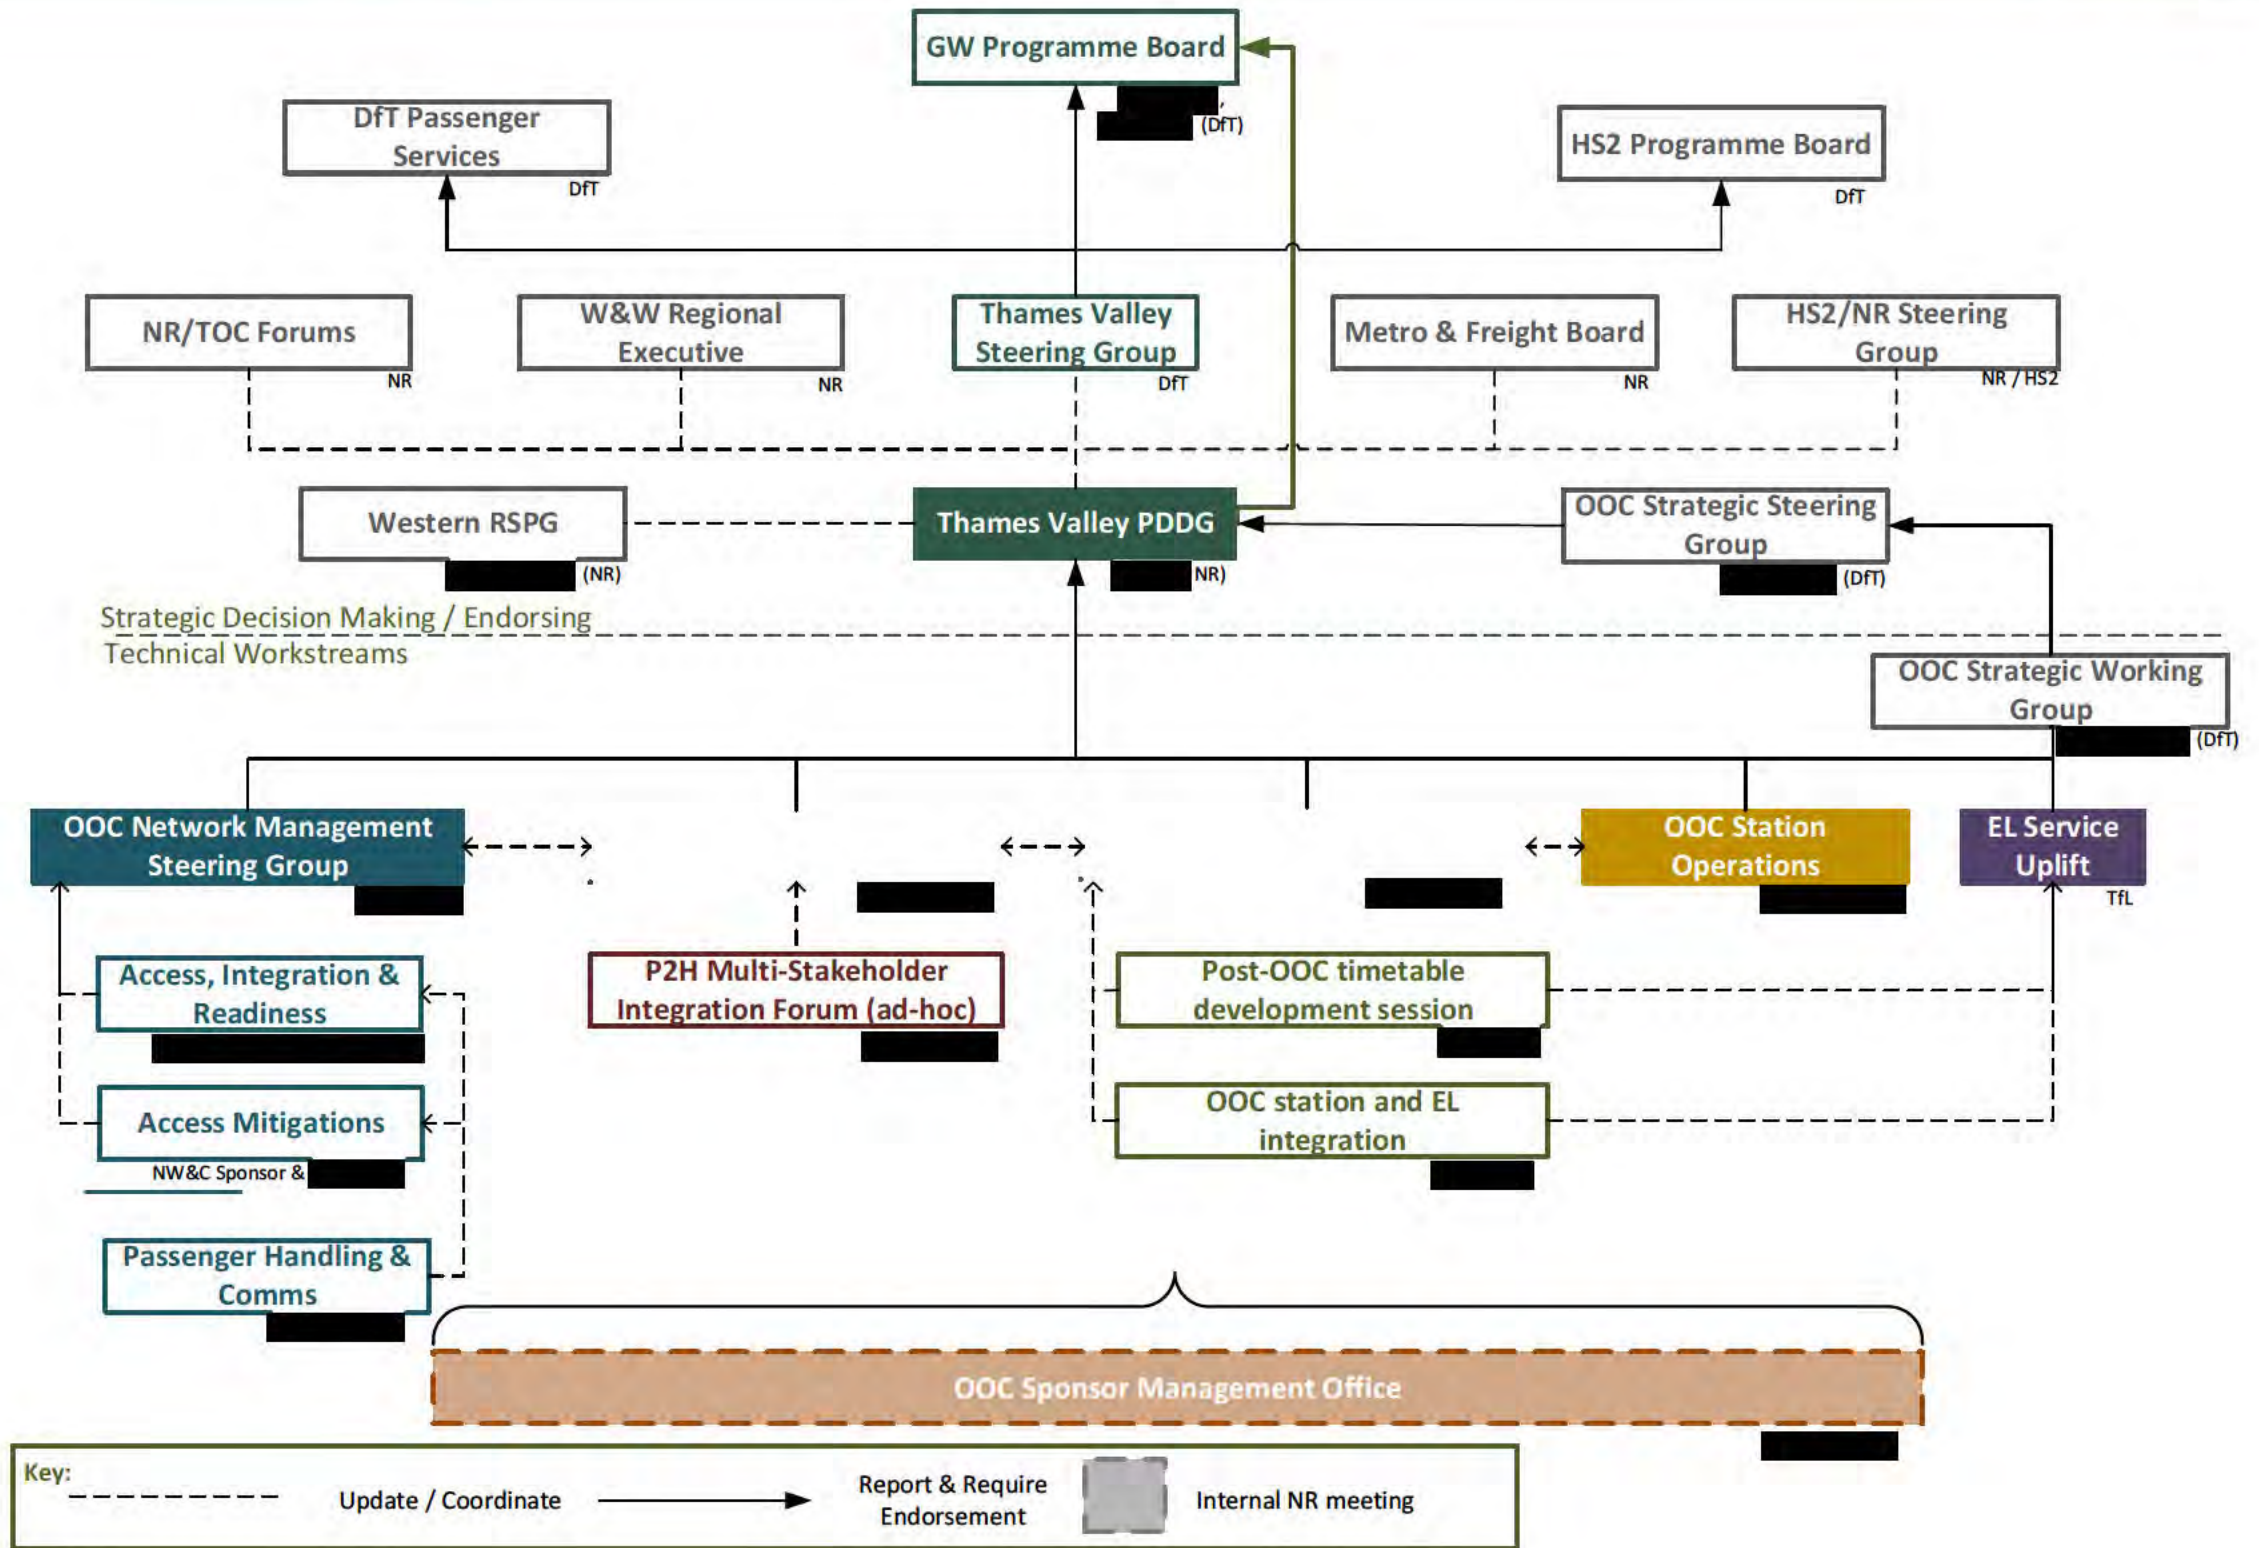 GW Programme Board
, (DfT)
DfT Passenger
Services
DfT
HS2 Programme Board
DfT
NR/TOC Forums
NR
W&W Regional
Executive
NR
Thames Valley
Steering Group
DfT
Metro & Freight Board
NR
HS2/NR Steering
Group
NR / HS2
Western RSPG
(NR)
Thames Valley PDDG
NR)
OOC Strategic Steering
Group
(DfT)
Strategic Decision Making / Endorsing
Technical Workstreams
OOC Strategic Working
Group
(DfT)
OOC Network Management
Steering Group
OOC Station
Operations
EL Service
Uplift
TfL
Access, Integration &
Readiness
P2H Multi-Stakeholder
Integration Forum (ad-hoc)
Post-OOC timetable
development session
Access Mitigations
NW&C Sponsor &
OOC station and EL
integration
Passenger Handling &
Comms
OOC Sponsor Management Office
Key:
Update / Coordinate
Report & Require
Endorsement
Internal NR meeting